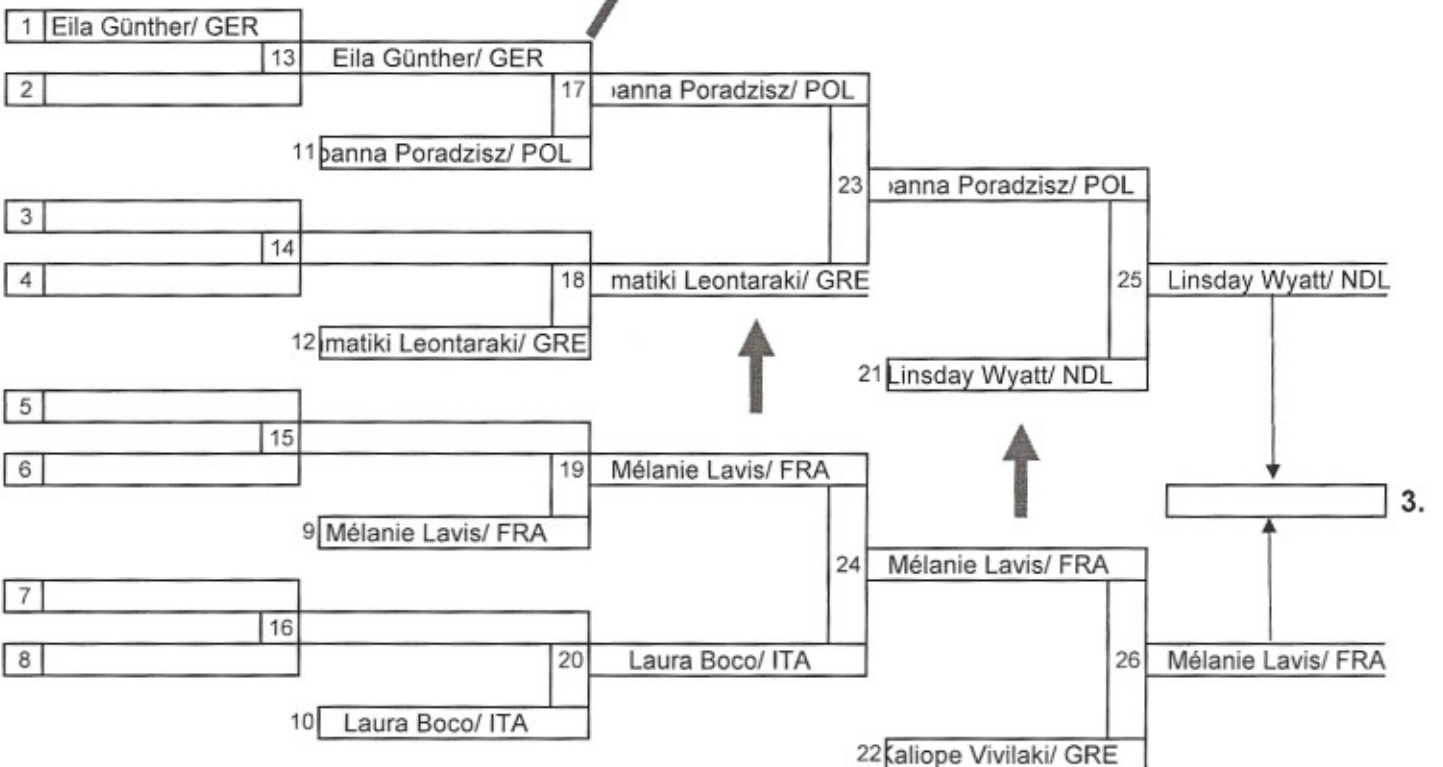 1 Eila Günther/ GER
13 Eila Günther/ GER
2
17 anna Poradzisz/ POL
11 anna Poradzisz/ POL
23 anna Poradzisz/ POL
3
14
4
18 matiki Leontaraki/ GRE
25 Linsday Wyatt/ NDL
12 matiki Leontaraki/ GRE
21 Linsday Wyatt/ NDL
5
15
6
19 Mélanie Lavis/ FRA
3.
9 Mélanie Lavis/ FRA
24 Mélanie Lavis/ FRA
7
16
8
20 Laura Boco/ ITA
26 Mélanie Lavis/ FRA
10 Laura Boco/ ITA
22 Kaliope Vivilaki/ GRE